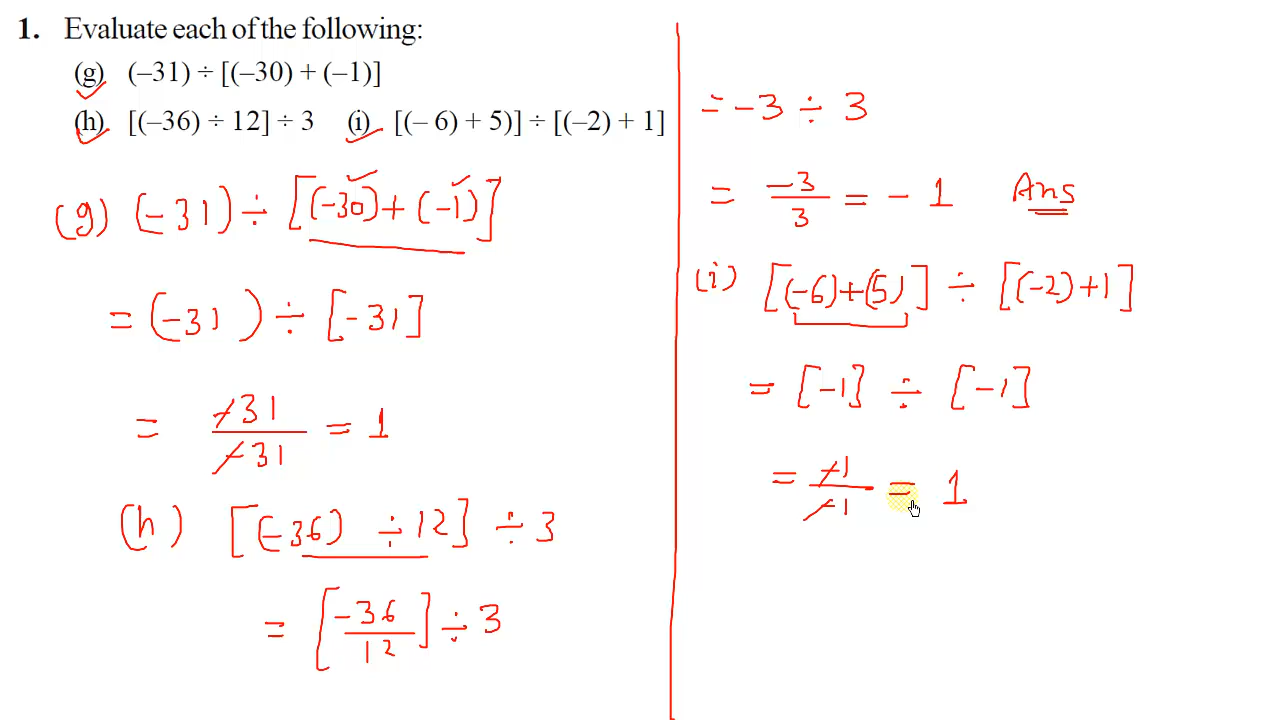 1. Evaluate each of the following:
(g) (–31) ÷ [(–30) + (–1)]
(h) [(–36) ÷ 12] ÷ 3 (i) [(– 6) + 5)] ÷ [(–2) + 1]
(g) (-31) ÷ [(-30) + (-1)]
= (-31) ÷ [-31]
= -31/-31 = 1
(h) [(-36) ÷ 12] ÷ 3
= [-36/12] ÷ 3
= -3 ÷ 3
= -3/3 = -1 Ans
(i) [(-6)+(5)] ÷ [(-2)+1]
= [-1] ÷ [-1]
= -1/-1 = 1